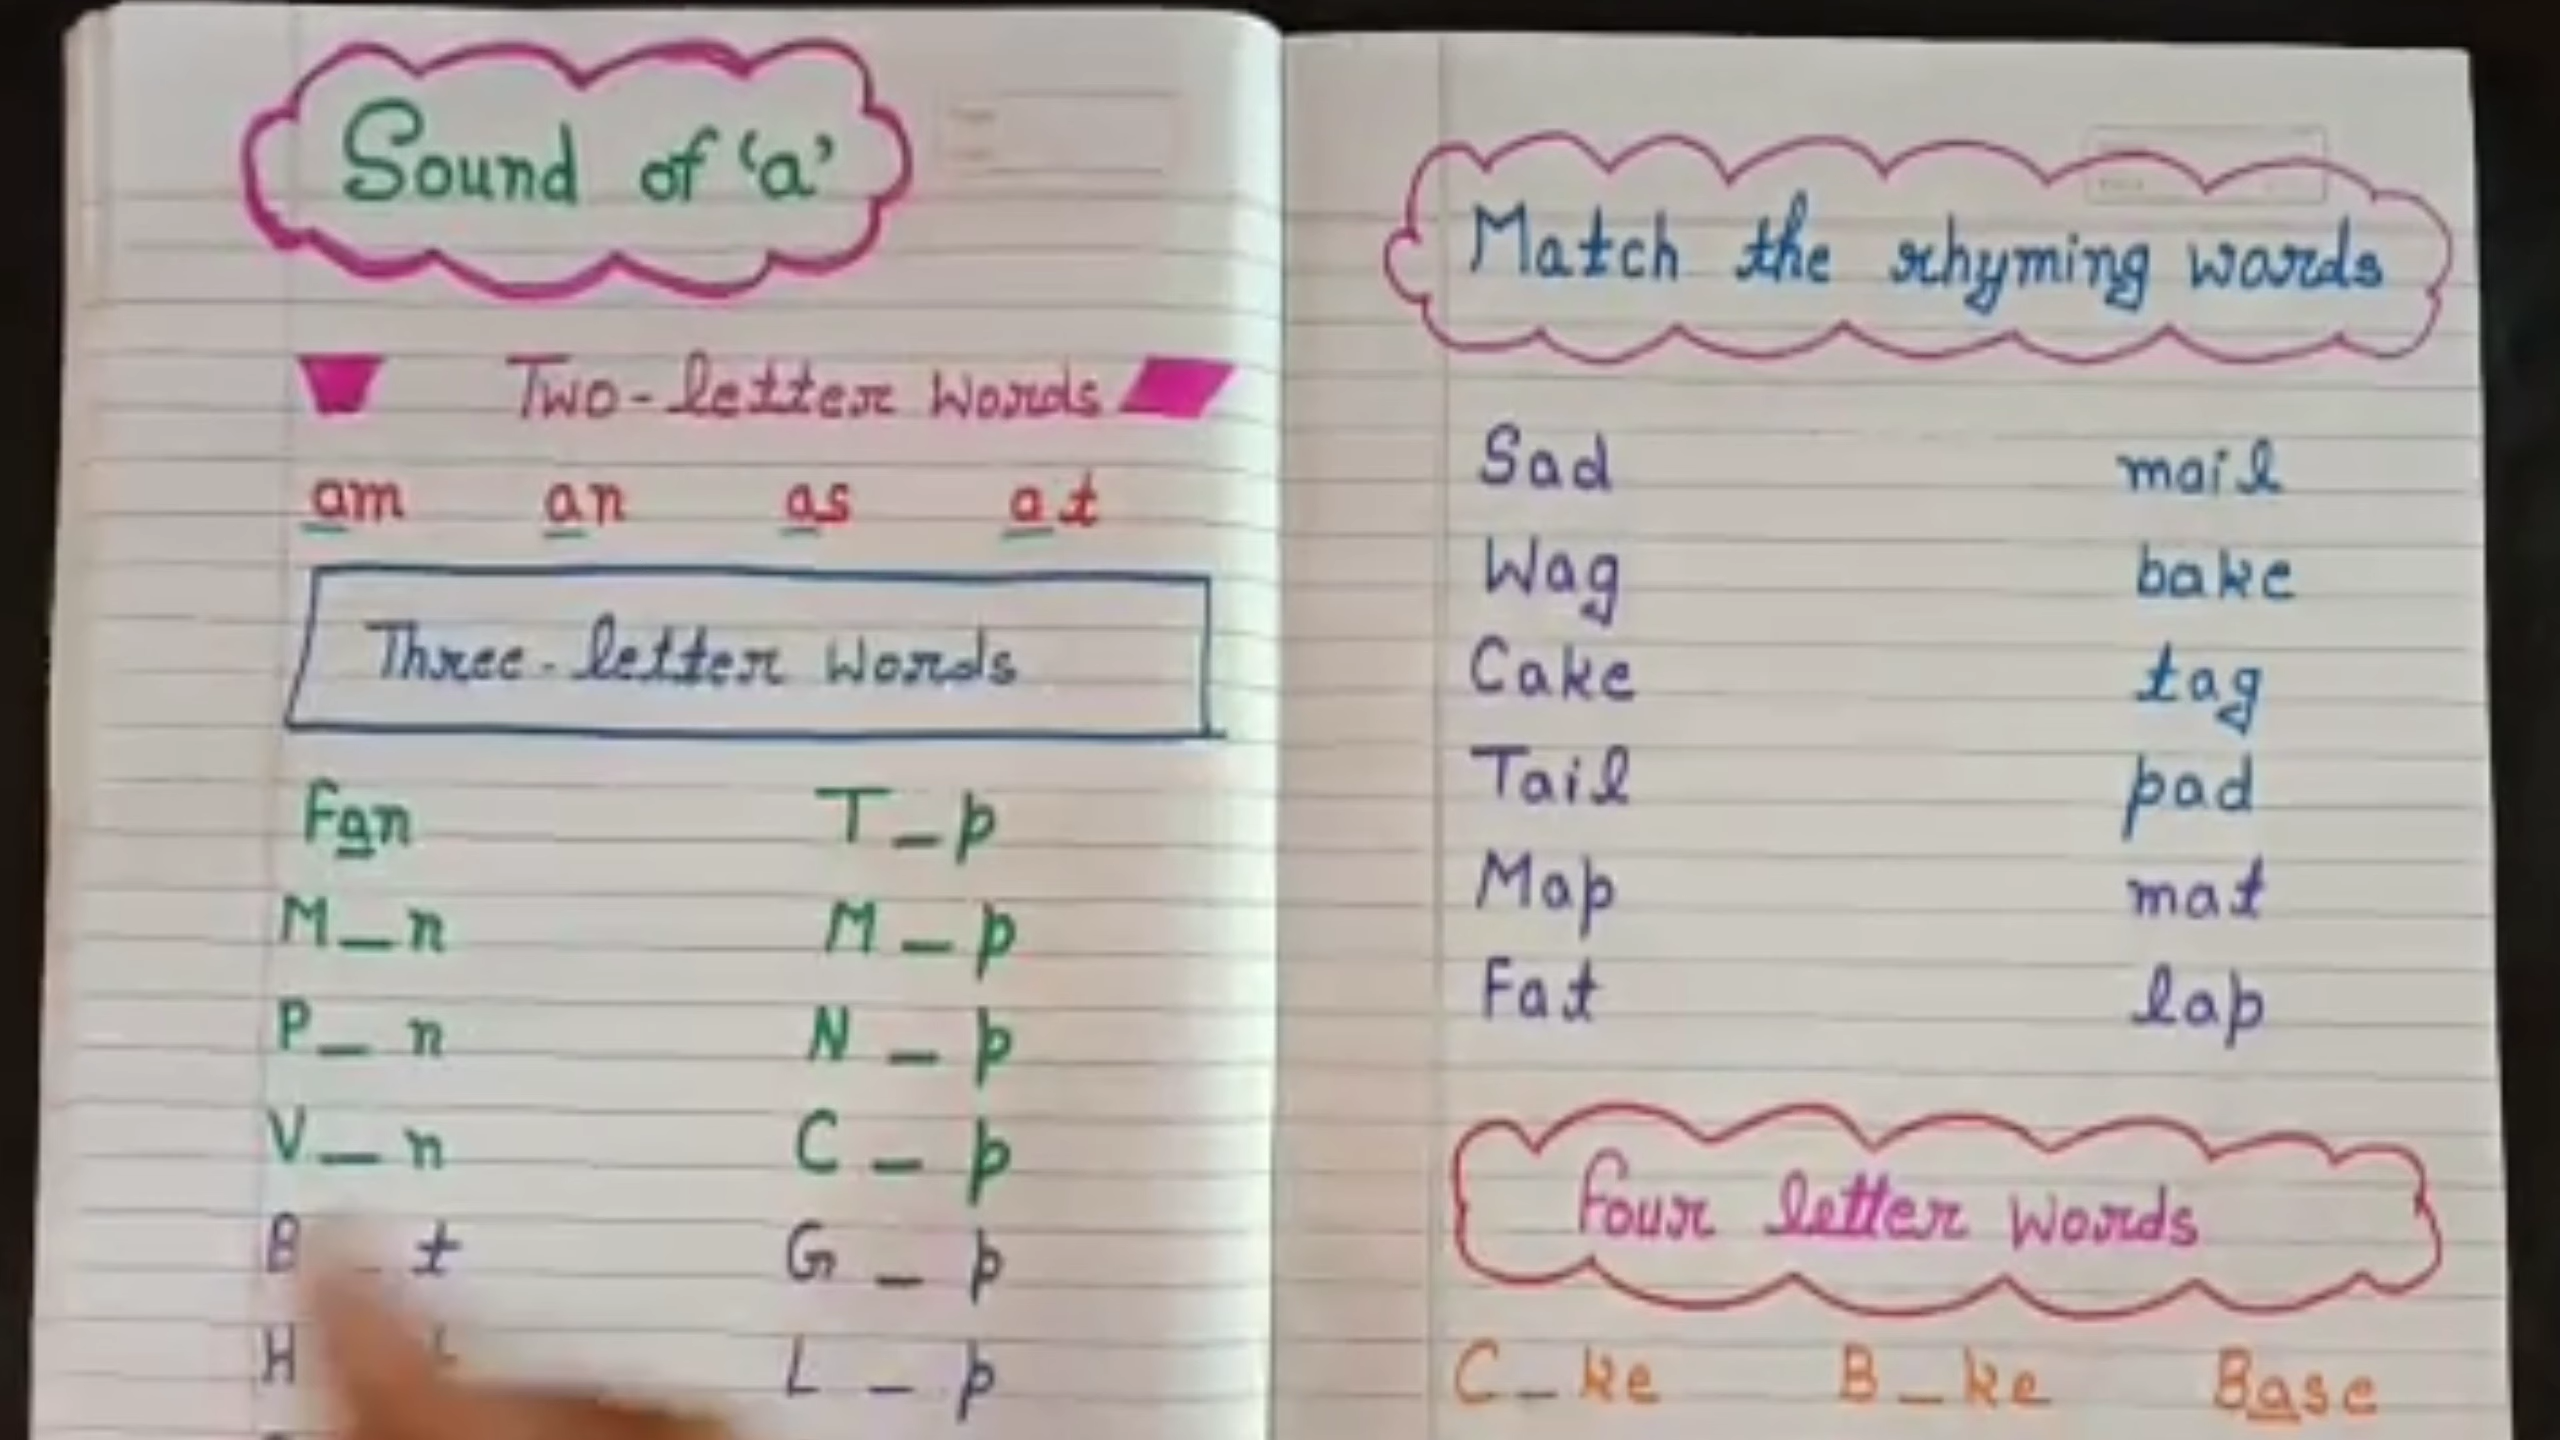 Sound of 'a'
Two-letter Words
am an as at
Three-letter Words
Fan T_p
M_n M_p
P_n N_p
V_n C_p
B_t G_p
H L_p
Match the rhyming words
Sad mail
Wag bake
Cake tag
Tail pad
Map mat
Fat lap
Four letter Words
C_ke B_ke Base